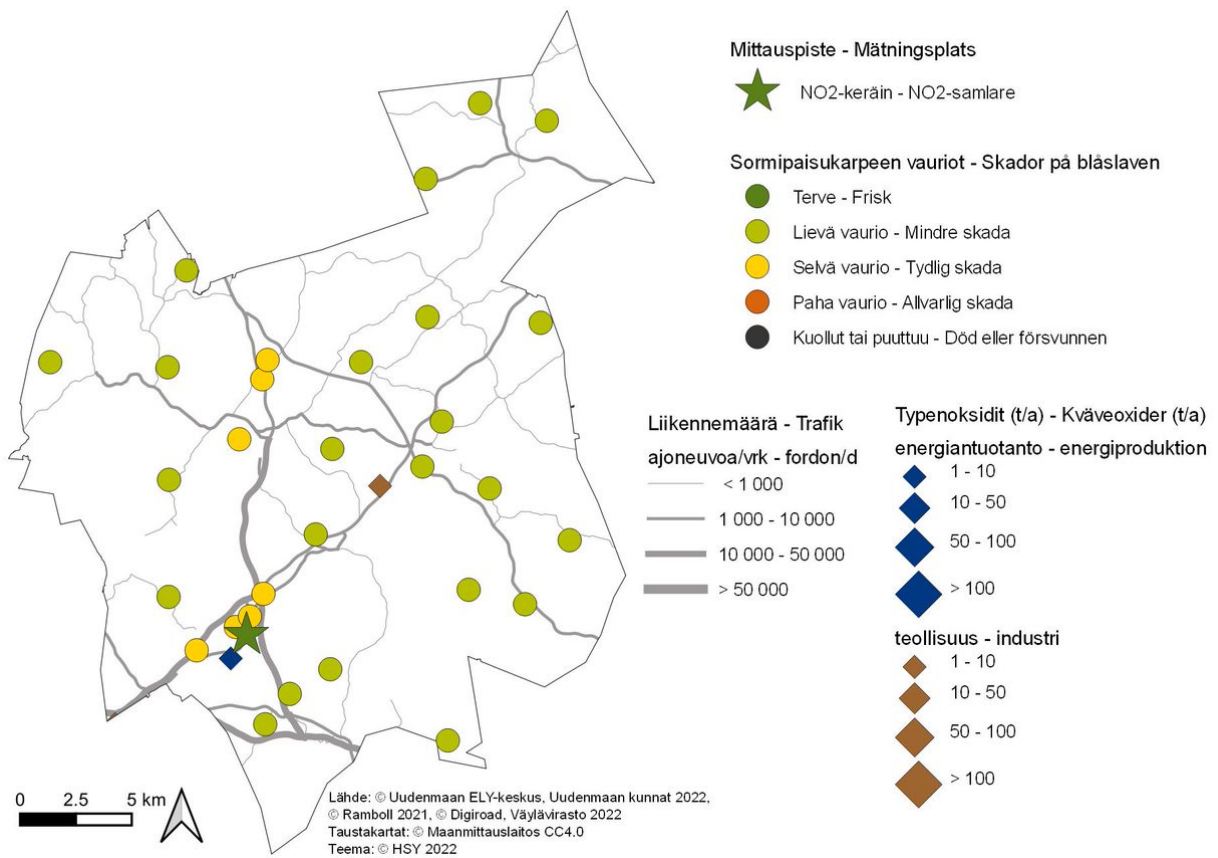 Mittauspiste - Mätningsplats
NO2-keräin - NO2-samlare
Sormipaisukarpeen vauriot - Skador på blåslaven
Terve - Frisk
Lievä vaurio - Mindre skada
Selvä vaurio - Tydlig skada
Paha vaurio - Allvarlig skada
Kuollut tai puuttuu - Död eller försvunnen
Liikennemäärä - Trafik
ajoneuvoa/vrk - fordon/d
< 1 000
1 000 - 10 000
10 000 - 50 000
> 50 000
Typenoksidit (t/a) - Kväveoxider (t/a)
energiantuotanto - energiproduktion
1 - 10
10 - 50
50 - 100
> 100
teollisuus - industri
1 - 10
10 - 50
50 - 100
> 100
0 2.5 5 km
Lähde: © Uudenmaan ELY-keskus, Uudenmaan kunnat 2022,
© Ramboll 2021, © Digiroad, Väylävirasto 2022
Taustakartat: © Maanmittauslaitos CC4.0
Teema: © HSY 2022